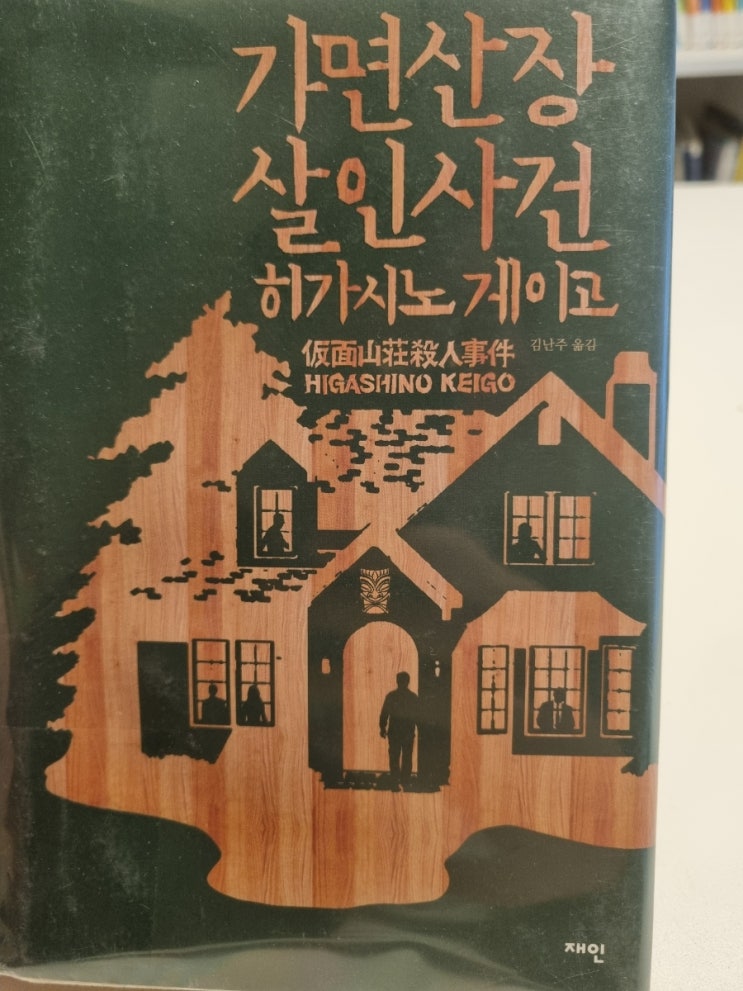 가면산장
살인사건
히가시노 게이고
仮面山荘殺人事件 김난주 옮김
HIGASHINO KEIGO
재인